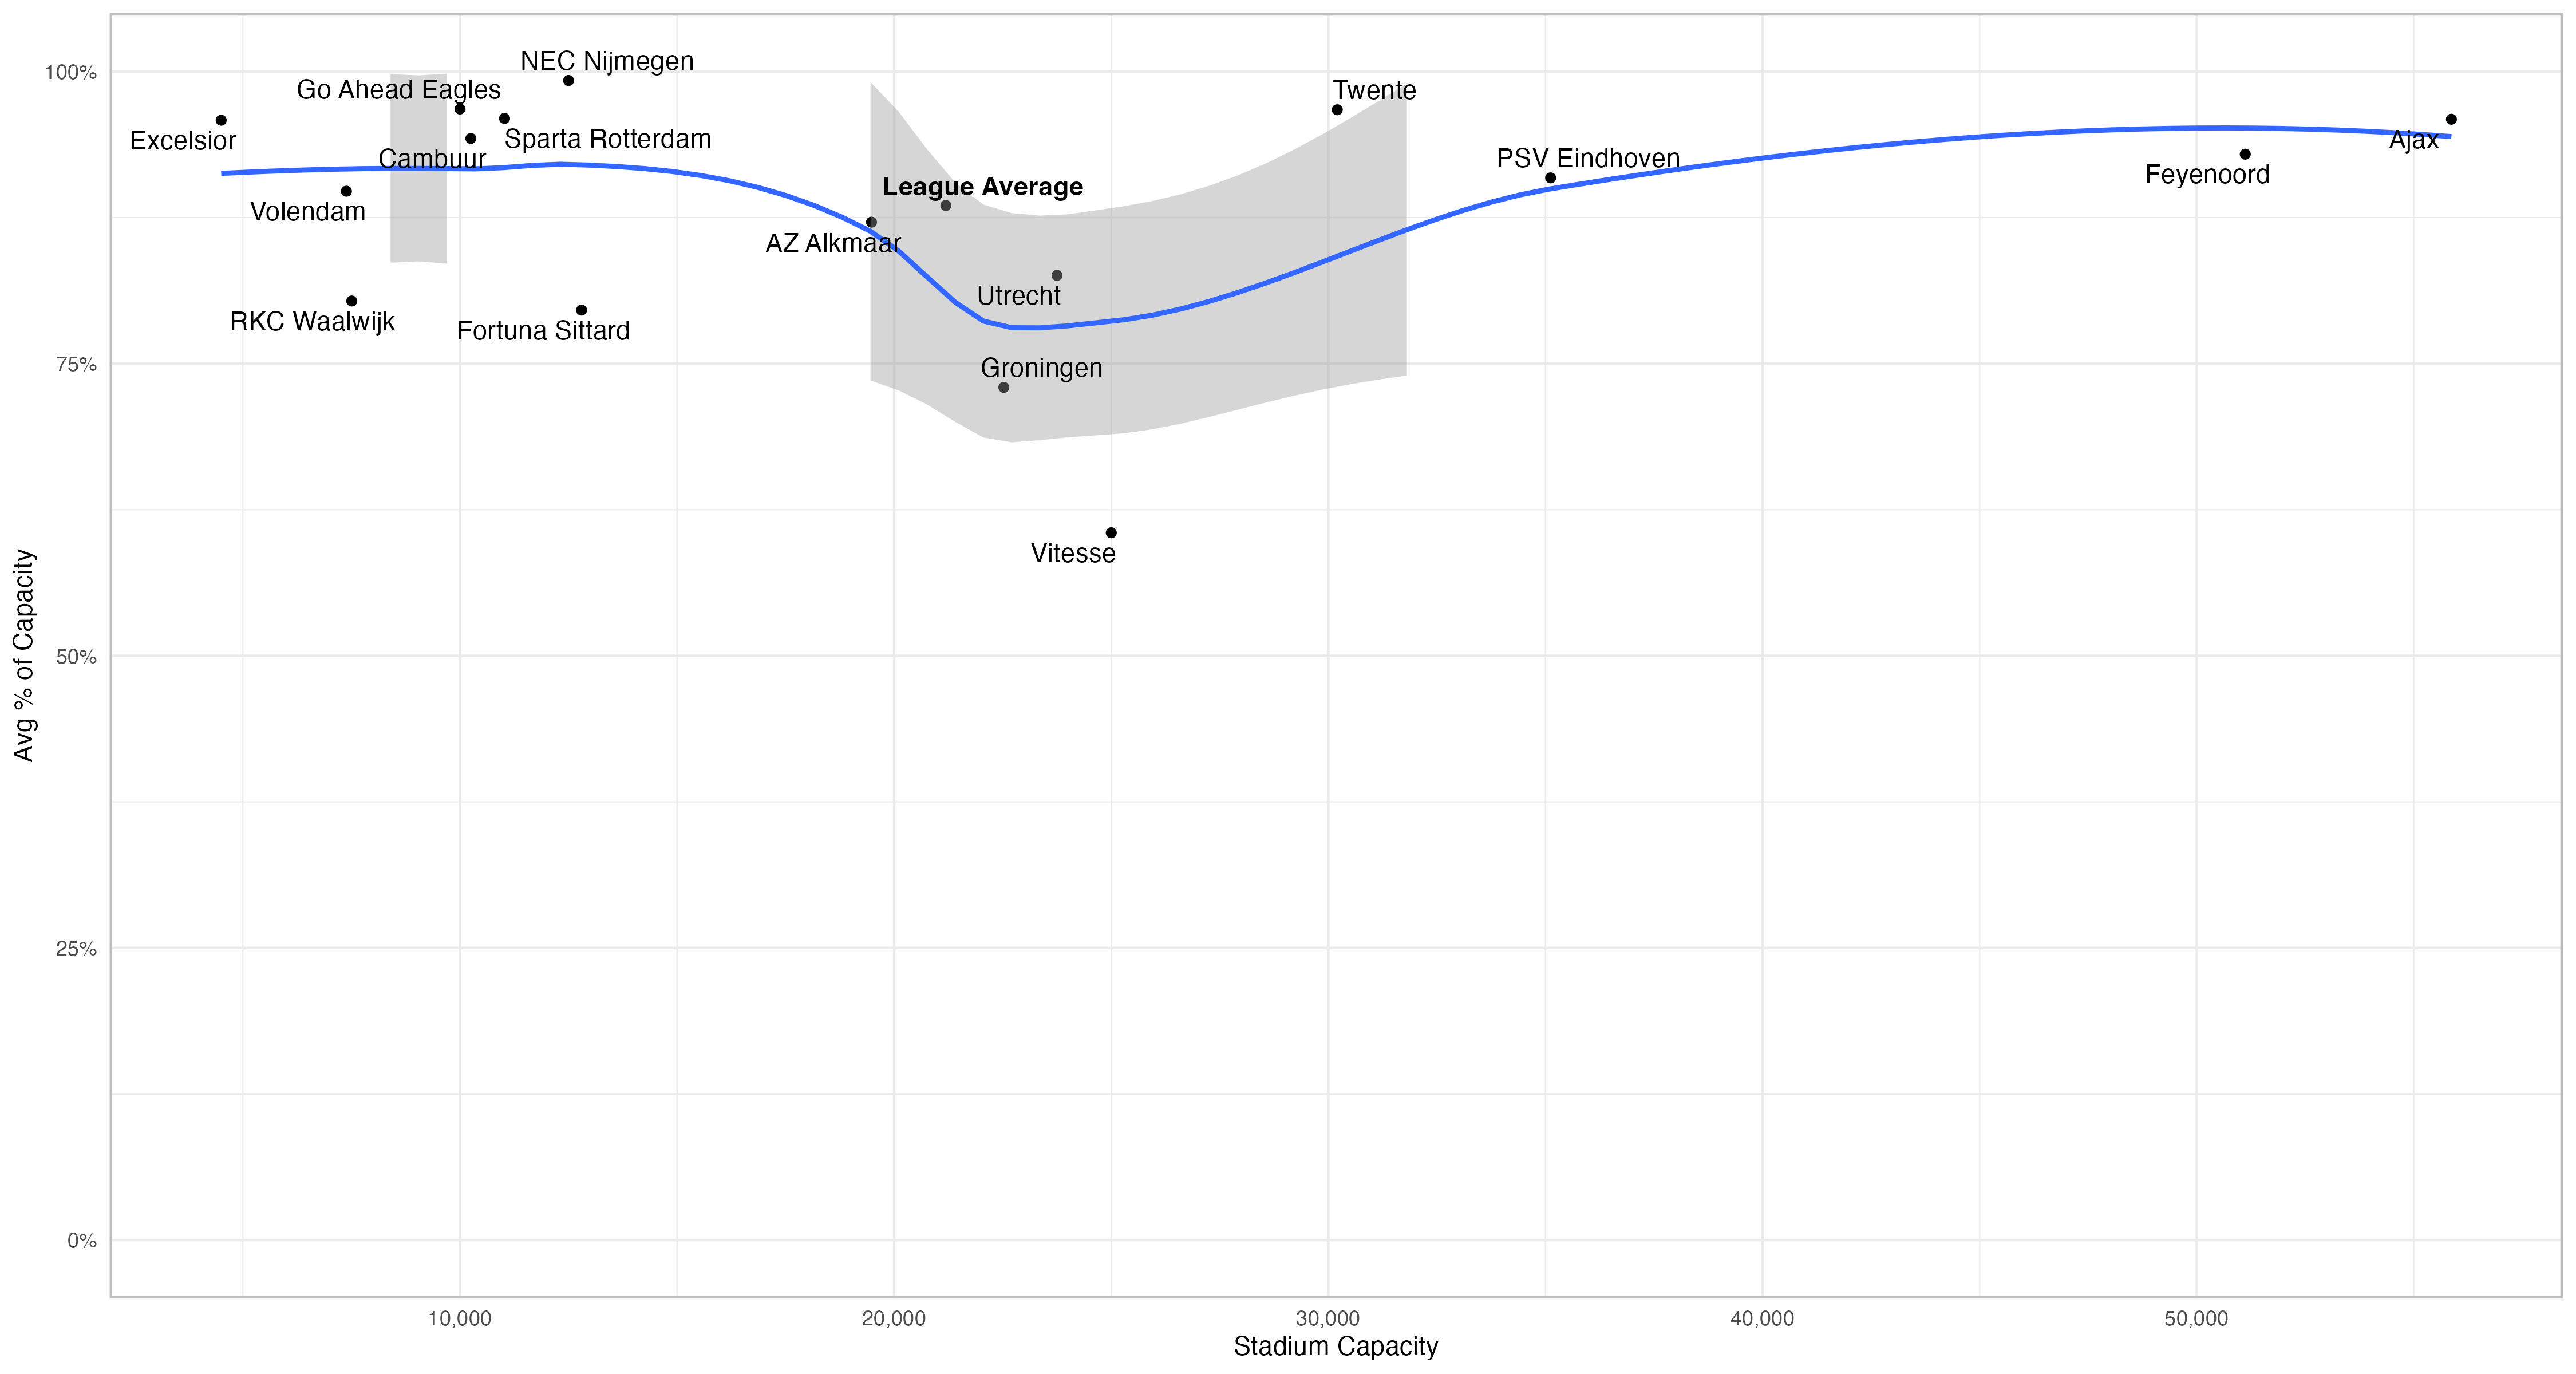 NEC Nijmegen
100%
Go Ahead Eagles
Twente
Excelsior
Sparta Rotterdam
Ajax
Cambuur
PSV Eindhoven
Feyenoord
League Average
Volendam
AZ Alkmaar
Utrecht
RKC Waalwijk
Fortuna Sittard
75%
Groningen
Vitesse
Avg % of Capacity
50%
25%
0%
10,000
20,000
30,000
40,000
50,000
Stadium Capacity